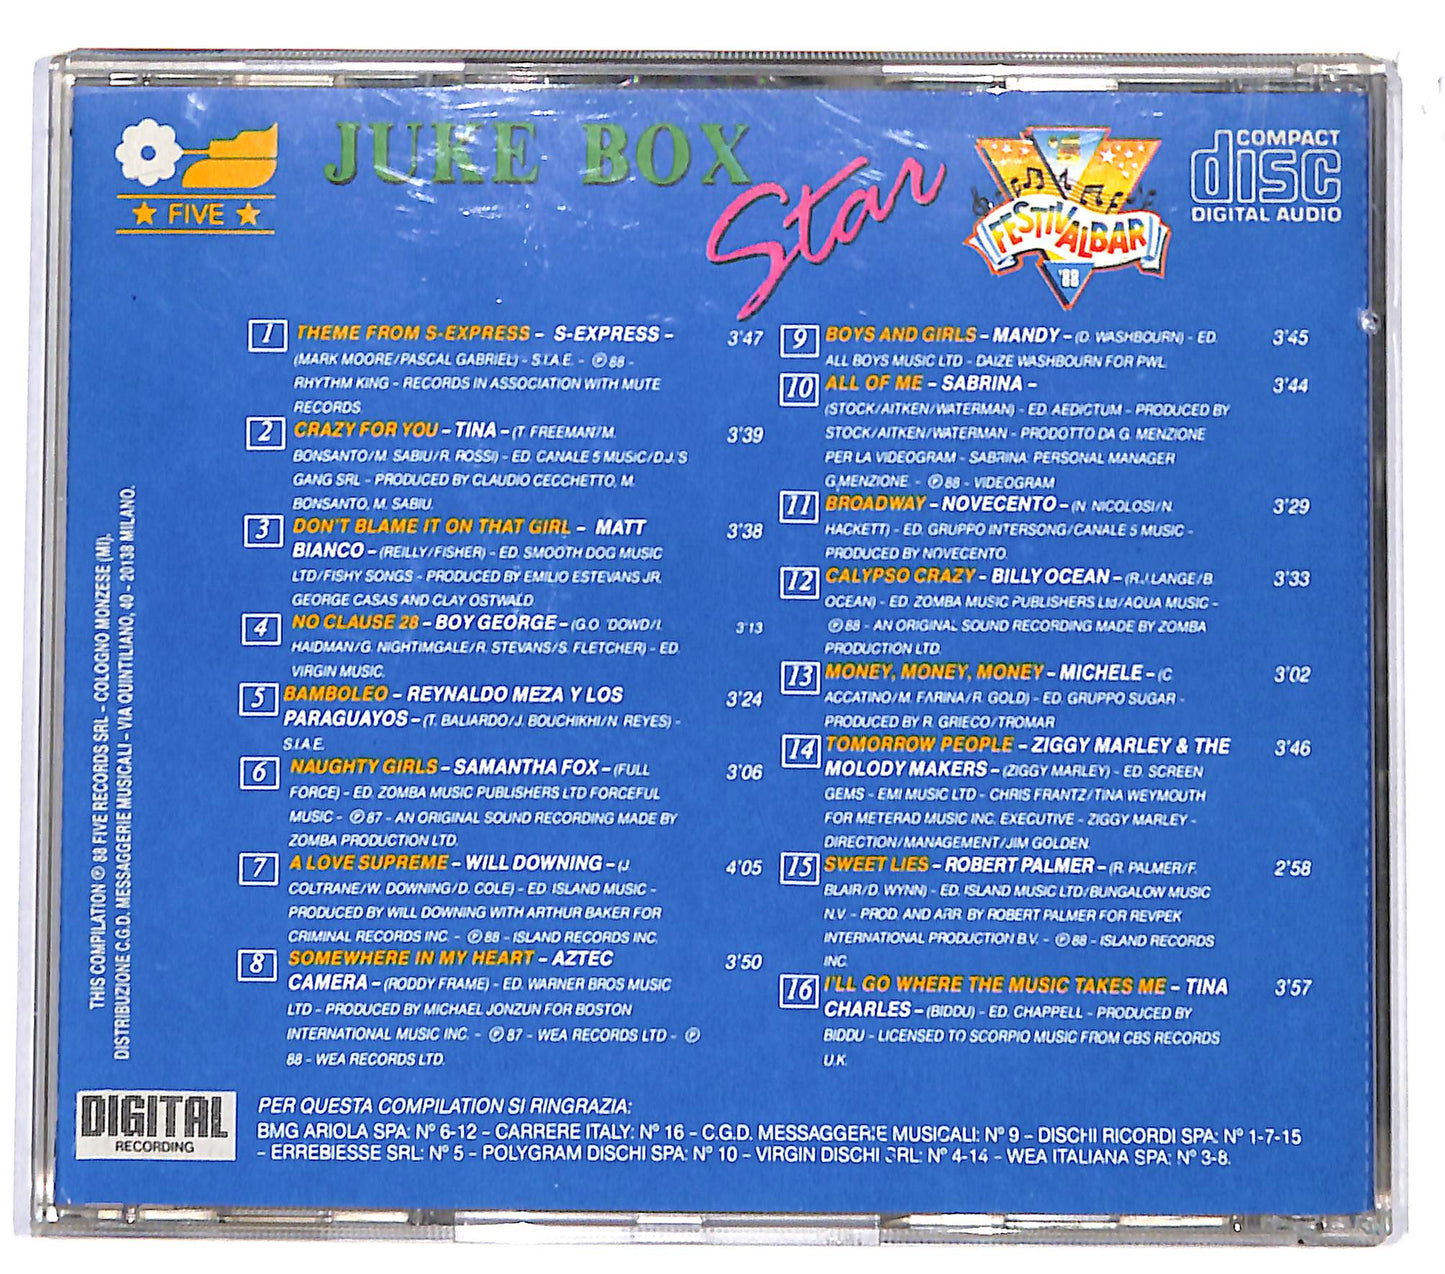 FIVE
JUKE BOX
Star
FESTIVALBAR
'88
COMPACT
disc
DIGITAL AUDIO
1 THEME FROM S-EXPRESS – S-EXPRESS – 3'47
(MARK MOORE/PASCAL GABRIEL) - S.I.A.E. - ℗ 88 -
RHYTHM KING - RECORDS IN ASSOCIATION WITH MUTE
RECORDS
2 CRAZY FOR YOU – TINA – (T. FREEMAN/M. 3'39
BONSANTO/M. SABIU/R. ROSSI) - ED. CANALE 5 MUSIC/D.J.'S
GANG SRL - PRODUCED BY CLAUDIO CECCHETTO, M.
BONSANTO, M. SABIU.
3 DON'T BLAME IT ON THAT GIRL – MATT 3'38
BIANCO – (REILLY/FISHER) - ED. SMOOTH DOG MUSIC
LTD/FISHY SONGS - PRODUCED BY EMILIO ESTEVANS JR.
GEORGE CASAS AND CLAY OSTWALD
4 NO CLAUSE 28 – BOY GEORGE – (G.O. 'DOWD/I. 3'13
HAIDMAN/G. NIGHTIMGALE/R. STEVANS/S. FLETCHER) - ED.
VIRGIN MUSIC.
5 BAMBOLEO – REYNALDO MEZA Y LOS 3'24
PARAGUAYOS – (T. BALIARDO/J. BOUCHIKHI/N. REYES) -
S.I.A.E.
6 NAUGHTY GIRLS – SAMANTHA FOX – (FULL 3'06
FORCE) - ED. ZOMBA MUSIC PUBLISHERS LTD FORCEFUL
MUSIC - ℗ 87 - AN ORIGINAL SOUND RECORDING MADE BY
ZOMBA PRODUCTION LTD.
7 A LOVE SUPREME – WILL DOWNING – (J. 4'05
COLTRANE/W. DOWNING/D. COLE) - ED. ISLAND MUSIC -
PRODUCED BY WILL DOWNING WITH ARTHUR BAKER FOR
CRIMINAL RECORDS INC. - ℗ 88 - ISLAND RECORDS INC.
8 SOMEWHERE IN MY HEART – AZTEC 3'50
CAMERA – (RODDY FRAME) - ED. WARNER BROS MUSIC
LTD - PRODUCED BY MICHAEL JONZUN FOR BOSTON
INTERNATIONAL MUSIC INC. - ℗ 87 - WEA RECORDS LTD - ℗
88 - WEA RECORDS LTD.
9 BOYS AND GIRLS – MANDY – (D. WASHBOURN) - ED. 3'45
ALL BOYS MUSIC LTD - DAIZE WASHBOURN FOR PWL.
10 ALL OF ME – SABRINA – 3'44
(STOCK/AITKEN/WATERMAN) - ED. AEDICTUM - PRODUCED BY
STOCK/AITKEN/WATERMAN - PRODOTTO DA G. MENZIONE
PER LA VIDEOGRAM - SABRINA: PERSONAL MANAGER
G.MENZIONE. - ℗ 88 - VIDEOGRAM
11 BROADWAY – NOVECENTO – (N. NICOLOSI/N. 3'29
HACKETT) - ED. GRUPPO INTERSONG/CANALE 5 MUSIC -
PRODUCED BY NOVECENTO.
12 CALYPSO CRAZY – BILLY OCEAN – (R.J.LANGE/B. 3'33
OCEAN) - ED. ZOMBA MUSIC PUBLISHERS Ltd/AQUA MUSIC -
℗ 88 - AN ORIGINAL SOUND RECORDING MADE BY ZOMBA
PRODUCTION LTD.
13 MONEY, MONEY, MONEY – MICHELE – (C. 3'02
ACCATINO/M. FARINA/R. GOLD) - ED. GRUPPO SUGAR -
PRODUCED BY R. GRIECO/TROMAR
14 TOMORROW PEOPLE – ZIGGY MARLEY & THE 3'46
MOLODY MAKERS – (ZIGGY MARLEY) - ED. SCREEN
GEMS - EMI MUSIC LTD - CHRIS FRANTZ/TINA WEYMOUTH
FOR METERAD MUSIC INC. EXECUTIVE - ZIGGY MARLEY -
DIRECTION/MANAGEMENT/JIM GOLDEN.
15 SWEET LIES – ROBERT PALMER – (R. PALMER/F. 2'58
BLAIR/D. WYNN) - ED. ISLAND MUSIC LTD/BUNGALOW MUSIC
N.V. - PROD. AND ARR. BY ROBERT PALMER FOR REVPEK
INTERNATIONAL PRODUCTION B.V. - ℗ 88 - ISLAND RECORDS
INC.
16 I'LL GO WHERE THE MUSIC TAKES ME – TINA 3'57
CHARLES – (BIDDU) - ED. CHAPPELL - PRODUCED BY
BIDDU - LICENSED TO SCORPIO MUSIC FROM CBS RECORDS
U.K.
THIS COMPILATION ℗ 88 FIVE RECORDS SRL - COLOGNO MONZESE (MI).
DISTRIBUZIONE C.G.D. MESSAGGERIE MUSICALI - VIA QUINTILIANO, 40 - 20138 MILANO.
DIGITAL
RECORDING
PER QUESTA COMPILATION SI RINGRAZIA:
BMG ARIOLA SPA: N° 6-12 - CARRERE ITALY: N° 16 - C.G.D. MESSAGGERIE MUSICALI: N° 9 - DISCHI RICORDI SPA: N° 1-7-15
- ERREBIESSE SRL: N° 5 - POLYGRAM DISCHI SPA: N° 10 - VIRGIN DISCHI SRL: N° 4-14 - WEA ITALIANA SPA: N° 3-8.